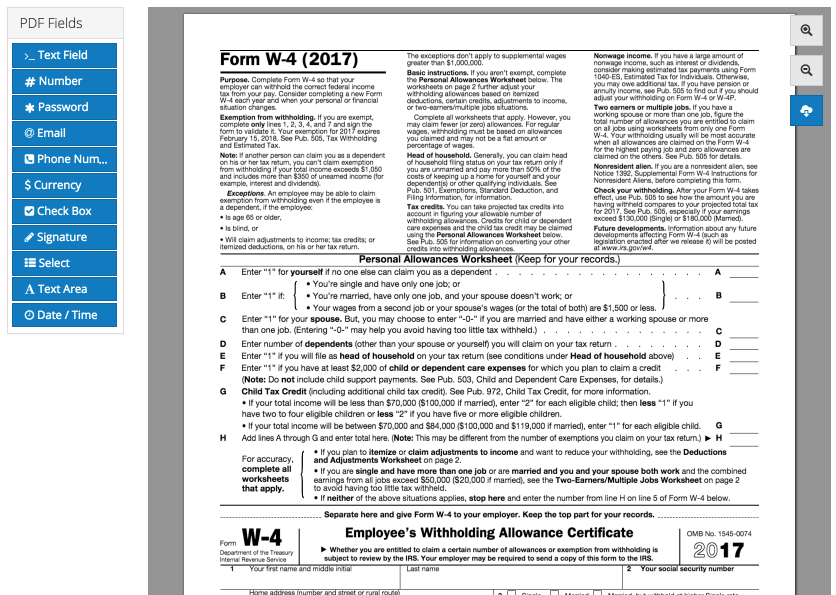 PDF Fields
>_ Text Field
# Number
✱ Password
@ Email
Phone Num...
$ Currency
Check Box
Signature
Select
A Text Area
Date / Time
Form W-4 (2017)
Purpose. Complete Form W-4 so that your
employer can withhold the correct federal income
tax from your pay. Consider completing a new Form
W-4 each year and when your personal or financial
situation changes.
Exemption from withholding. If you are exempt,
complete only lines 1, 2, 3, 4, and 7 and sign the
form to validate it. Your exemption for 2017 expires
February 15, 2018. See Pub. 505, Tax Withholding
and Estimated Tax.
Note: If another person can claim you as a dependent
on his or her tax return, you can't claim exemption
from withholding if your total income exceeds $1,050
and includes more than $350 of unearned income (for
example, interest and dividends).
Exceptions. An employee may be able to claim
exemption from withholding even if the employee is
a dependent, if the employee:
• Is age 65 or older,
• Is blind, or
• Will claim adjustments to income; tax credits; or
itemized deductions, on his or her tax return.
The exceptions don't apply to supplemental wages
greater than $1,000,000.
Basic instructions. If you aren't exempt, complete
the Personal Allowances Worksheet below. The
worksheets on page 2 further adjust your
withholding allowances based on itemized
deductions, certain credits, adjustments to income,
or two-earners/multiple jobs situations.
Complete all worksheets that apply. However, you
may claim fewer (or zero) allowances. For regular
wages, withholding must be based on allowances
you claimed and may not be a flat amount or
percentage of wages.
Head of household. Generally, you can claim head
of household filing status on your tax return only if
you are unmarried and pay more than 50% of the
costs of keeping up a home for yourself and your
dependent(s) or other qualifying individuals. See
Pub. 501, Exemptions, Standard Deduction, and
Filing Information, for information.
Tax credits. You can take projected tax credits into
account in figuring your allowable number of
withholding allowances. Credits for child or dependent
care expenses and the child tax credit may be claimed
using the Personal Allowances Worksheet below.
See Pub. 505 for information on converting your other
credits into withholding allowances.
Nonwage income. If you have a large amount of
nonwage income, such as interest or dividends,
consider making estimated tax payments using Form
1040-ES, Estimated Tax for Individuals. Otherwise,
you may owe additional tax. If you have pension or
annuity income, see Pub. 505 to find out if you should
adjust your withholding on Form W-4 or W-4P.
Two earners or multiple jobs. If you have a
working spouse or more than one job, figure the
total number of allowances you are entitled to claim
on all jobs using worksheets from only one Form
W-4. Your withholding usually will be most accurate
when all allowances are claimed on the Form W-4
for the highest paying job and zero allowances are
claimed on the others. See Pub. 505 for details.
Nonresident alien. If you are a nonresident alien, see
Notice 1392, Supplemental Form W-4 Instructions for
Nonresident Aliens, before completing this form.
Check your withholding. After your Form W-4 takes
effect, use Pub. 505 to see how the amount you are
having withheld compares to your projected total tax
for 2017. See Pub. 505, especially if your earnings
exceed $130,000 (Single) or $180,000 (Married).
Future developments. Information about any future
developments affecting Form W-4 (such as
legislation enacted after we release it) will be posted
at www.irs.gov/w4.
Personal Allowances Worksheet (Keep for your records.)
A Enter “1” for yourself if no one else can claim you as a dependent . . . . . . . . . . . . . . . . . . A
• You're single and have only one job; or
B Enter “1” if: • You're married, have only one job, and your spouse doesn't work; or . . . B
• Your wages from a second job or your spouse's wages (or the total of both) are $1,500 or less.
C Enter “1” for your spouse. But, you may choose to enter “-0-” if you are married and have either a working spouse or more
than one job. (Entering “-0-” may help you avoid having too little tax withheld.) . . . . . . . . . . . . . . C
D Enter number of dependents (other than your spouse or yourself) you will claim on your tax return . . . . . . . . D
E Enter “1” if you will file as head of household on your tax return (see conditions under Head of household above) . . E
F Enter “1” if you have at least $2,000 of child or dependent care expenses for which you plan to claim a credit . . . F
(Note: Do not include child support payments. See Pub. 503, Child and Dependent Care Expenses, for details.)
G Child Tax Credit (including additional child tax credit). See Pub. 972, Child Tax Credit, for more information.
• If your total income will be less than $70,000 ($100,000 if married), enter “2” for each eligible child; then less “1” if you
have two to four eligible children or less “2” if you have five or more eligible children.
• If your total income will be between $70,000 and $84,000 ($100,000 and $119,000 if married), enter “1” for each eligible child. G
H Add lines A through G and enter total here. (Note: This may be different from the number of exemptions you claim on your tax return.) ▶ H
For accuracy,
complete all
worksheets
that apply.
• If you plan to itemize or claim adjustments to income and want to reduce your withholding, see the Deductions
and Adjustments Worksheet on page 2.
• If you are single and have more than one job or are married and you and your spouse both work and the combined
earnings from all jobs exceed $50,000 ($20,000 if married), see the Two-Earners/Multiple Jobs Worksheet on page 2
to avoid having too little tax withheld.
• If neither of the above situations applies, stop here and enter the number from line H on line 5 of Form W-4 below.
Separate here and give Form W-4 to your employer. Keep the top part for your records.
Form W-4
Department of the Treasury
Internal Revenue Service
Employee's Withholding Allowance Certificate
▶ Whether you are entitled to claim a certain number of allowances or exemption from withholding is
subject to review by the IRS. Your employer may be required to send a copy of this form to the IRS.
OMB No. 1545-0074
2017
1 Your first name and middle initial
Last name
2 Your social security number
Home address (number and street or rural route)